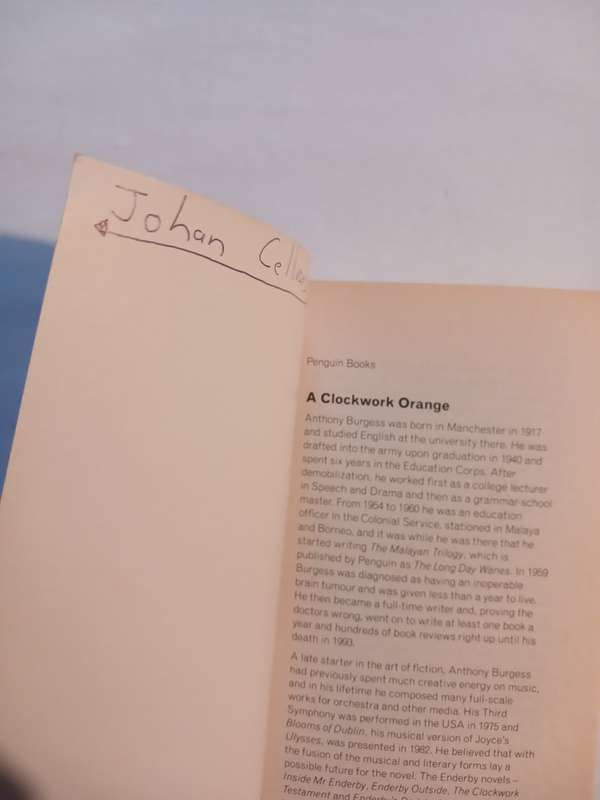 Johan
Penguin Books
A Clockwork Orange
Anthony Burgess was born in Manchester in 1917
and studied English at the university there. He was
drafted into the army upon graduation in 1940 and
spent six years in the Education Corps. After
demobilization, he worked first as a college lecturer
in Speech and Drama and then as a grammar-school
master. From 1954 to 1960 he was an education
officer in the Colonial Service, stationed in Malaya
and Borneo, and it was while he was there that he
started writing The Malayan Trilogy, which is
published by Penguin as The Long Day Wanes. In 1959
Burgess was diagnosed as having an inoperable
brain tumour and was given less than a year to live.
He then became a full-time writer and, proving the
doctors wrong, went on to write at least one book a
year and hundreds of book reviews right up until his
death in 1993.
A late starter in the art of fiction, Anthony Burgess
had previously spent much creative energy on music,
and in his lifetime he composed many full-scale
works for orchestra and other media. His Third
Symphony was performed in the USA in 1975 and
Blooms of Dublin, his musical version of Joyce's
Ulysses, was presented in 1982. He believed that with
the fusion of the musical and literary forms lay a
possible future for the novel. The Enderby novels –
Inside Mr Enderby, Enderby Outside, The Clockwork
Testament and